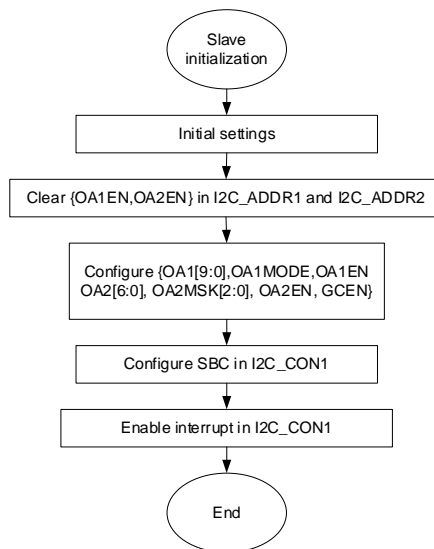 Slave
initialization
Initial settings
Clear {OA1EN,OA2EN} in I2C_ADDR1 and I2C_ADDR2
Configure {OA1[9:0],OA1MODE,OA1EN
OA2[6:0], OA2MSK[2:0], OA2EN, GCEN}
Configure SBC in I2C_CON1
Enable interrupt in I2C_CON1
End